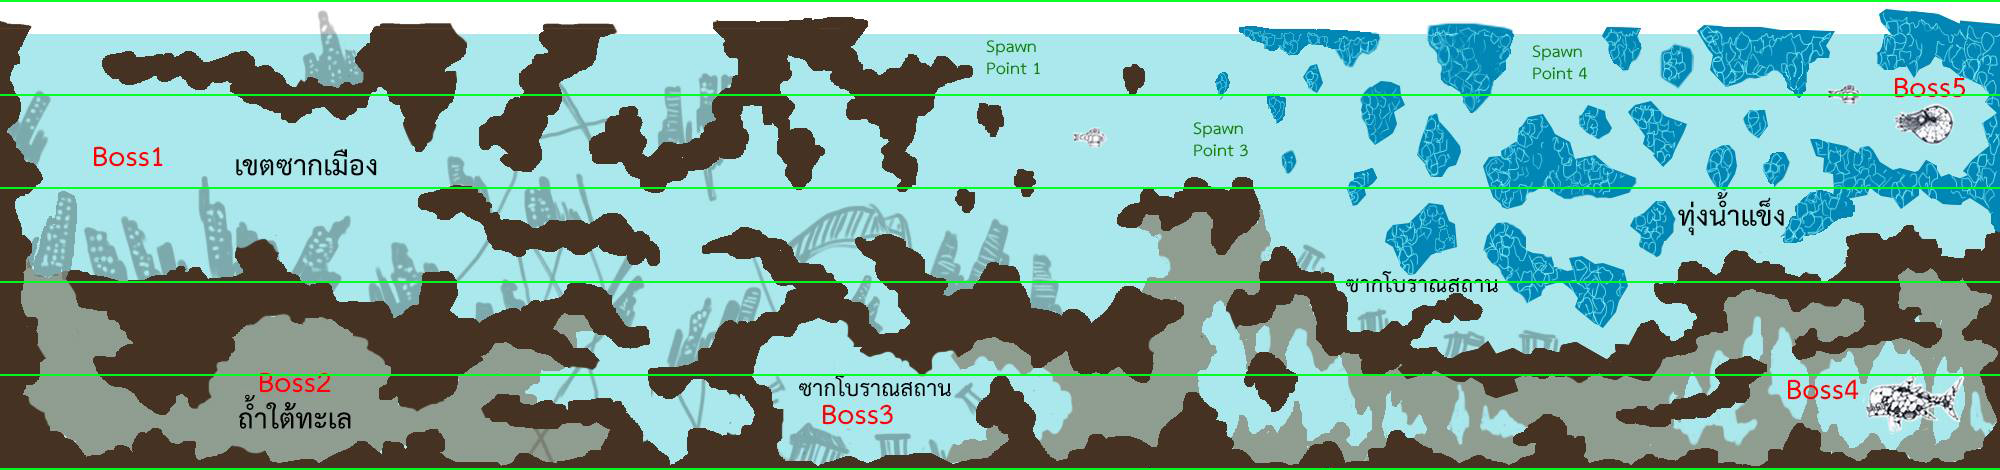 Spawn
Point 1
Spawn
Point 4
Boss5
Spawn
Point 3
Boss1
เขตซากเมือง
ทุ่งน้ำแข็ง
ซากโบราณสถาน
Boss2
ถ้ำใต้ทะเล
ซากโบราณสถาน
Boss3
Boss4